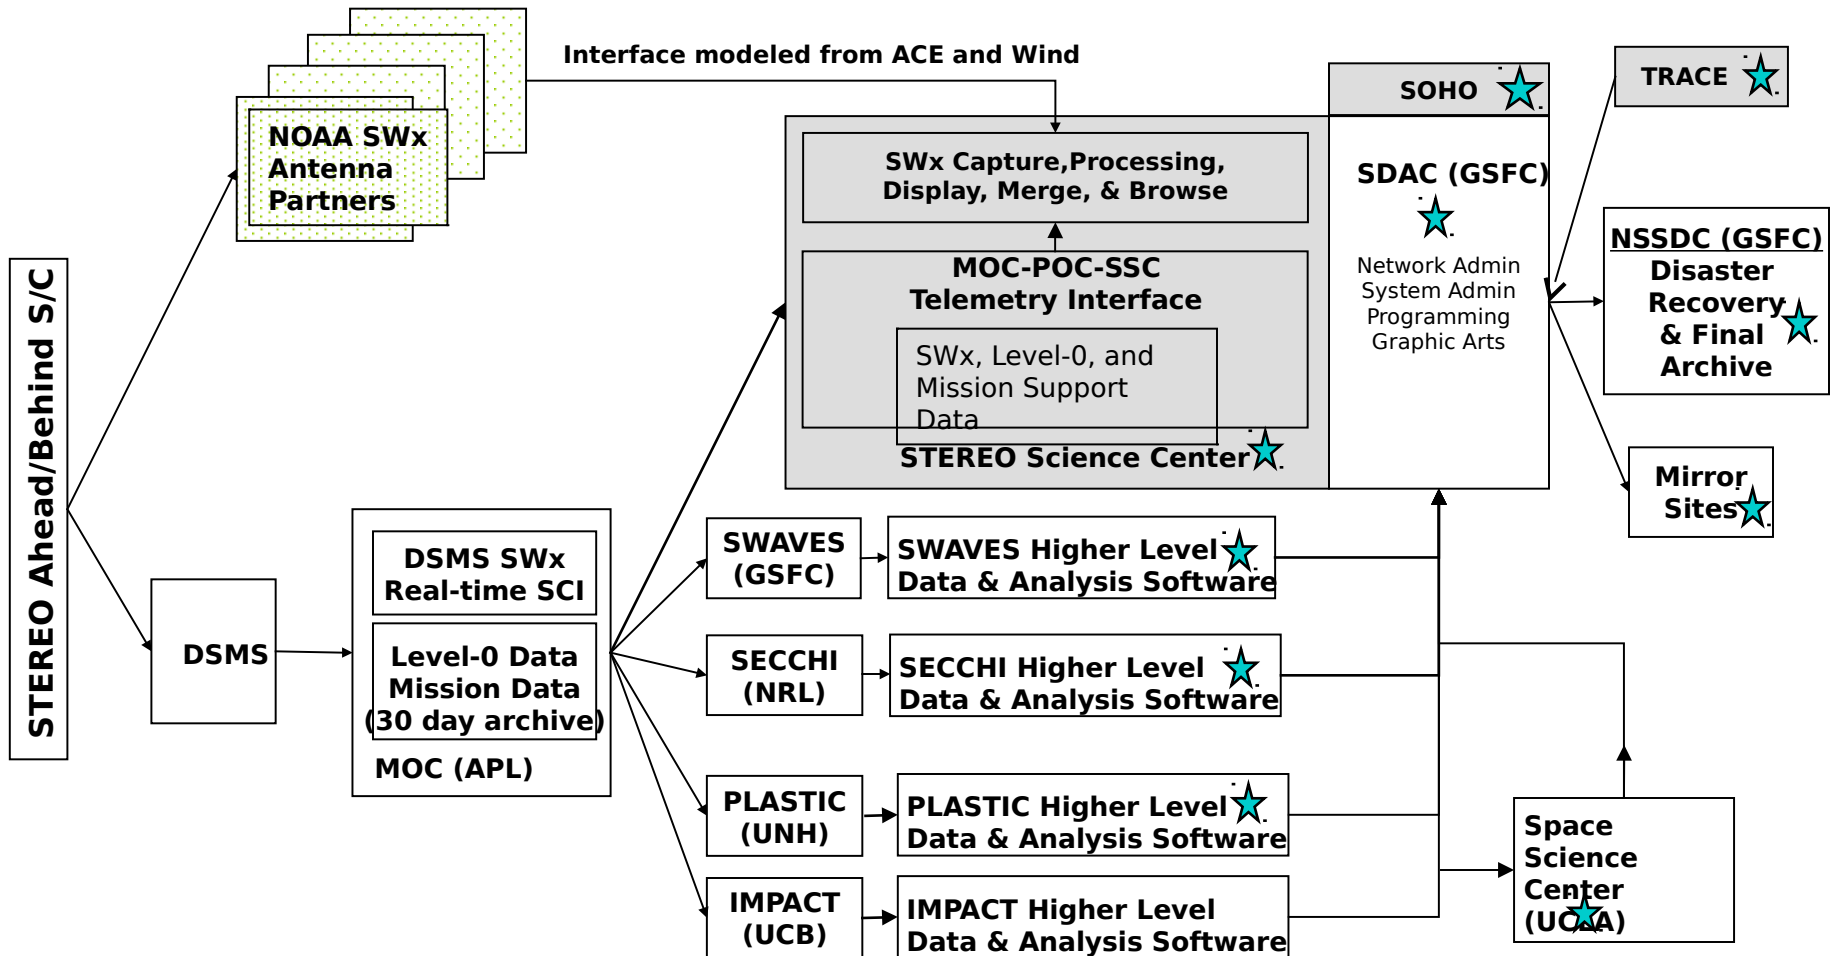 Interface modeled from ACE and Wind
NOAA SWx
Antenna
Partners
STEREO Ahead/Behind S/C
DSMS
DSMS SWx
Real-time SCI
Level-0 Data
Mission Data
(30 day archive)
MOC (APL)
SWx Capture,Processing,
Display, Merge, & Browse
MOC-POC-SSC
Telemetry Interface
SWx, Level-0, and
Mission Support
Data
STEREO Science Center
SOHO
SDAC (GSFC)
Network Admin
System Admin
Programming
Graphic Arts
TRACE
NSSDC (GSFC)
Disaster
Recovery
& Final
Archive
Mirror
Sites
SWAVES
(GSFC)
SWAVES Higher Level
Data & Analysis Software
SECCHI
(NRL)
SECCHI Higher Level
Data & Analysis Software
PLASTIC
(UNH)
PLASTIC Higher Level
Data & Analysis Software
IMPACT
(UCB)
IMPACT Higher Level
Data & Analysis Software
Space
Science
Center
(UCLA)